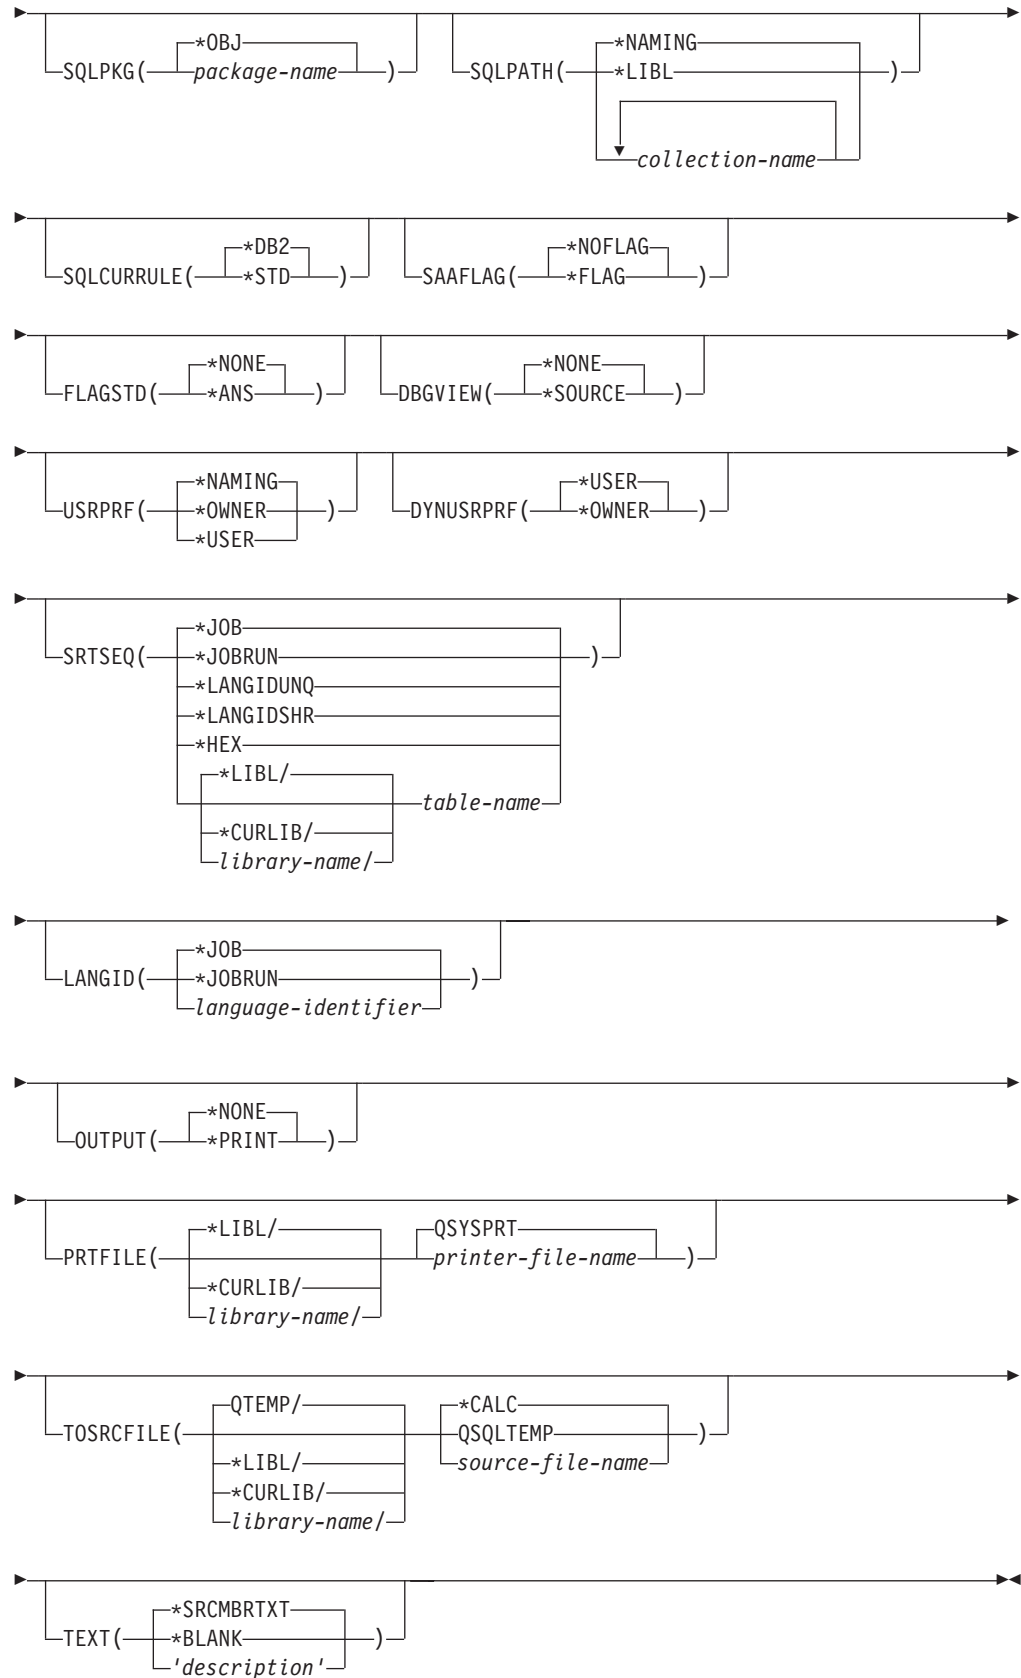 *OBJ *NAMING
SQLPKG( package-name ) SQLPATH( *LIBL )
collection-name
*DB2 *NOFLAG
SQLCURRULE( *STD ) SAAFLAG( *FLAG )
*NONE *NONE
FLAGSTD( *ANS ) DBGVIEW( *SOURCE )
*NAMING *USER
USRPRF( *OWNER ) DYNUSRPRF( *OWNER )
*USER
*JOB
SRTSEQ( *JOBRUN )
*LANGIDUNQ
*LANGIDSHR
*HEX
*LIBL/
table-name
*CURLIB/
library-name/
*JOB
LANGID( *JOBRUN )
language-identifier
*NONE
OUTPUT( *PRINT )
*LIBL/ QSYSPRT
PRTFILE( printer-file-name )
*CURLIB/
library-name/
QTEMP/ *CALC
TOSRCFILE( QSQLTEMP )
*LIBL/ source-file-name
*CURLIB/
library-name/
*SRCMBRTXT
TEXT( *BLANK )
'description'